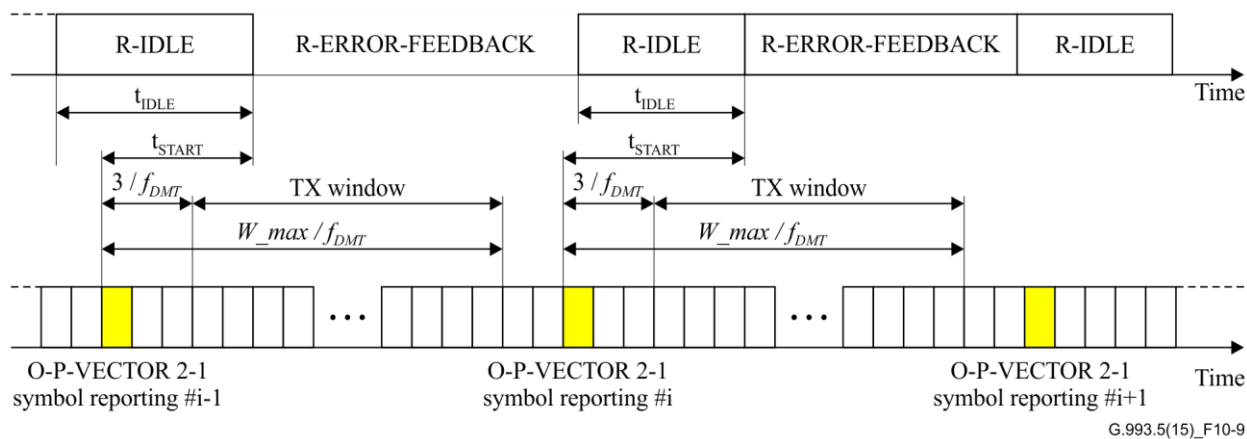 R-IDLE R-ERROR-FEEDBACK R-IDLE R-ERROR-FEEDBACK R-IDLE
Time
t_IDLE t_IDLE
t_START t_START
3 / f_DMT TX window 3 / f_DMT TX window
W_max / f_DMT W_max / f_DMT
... ...
O-P-VECTOR 2-1 O-P-VECTOR 2-1 O-P-VECTOR 2-1 Time
symbol reporting #i-1 symbol reporting #i symbol reporting #i+1
G.993.5(15)_F10-9